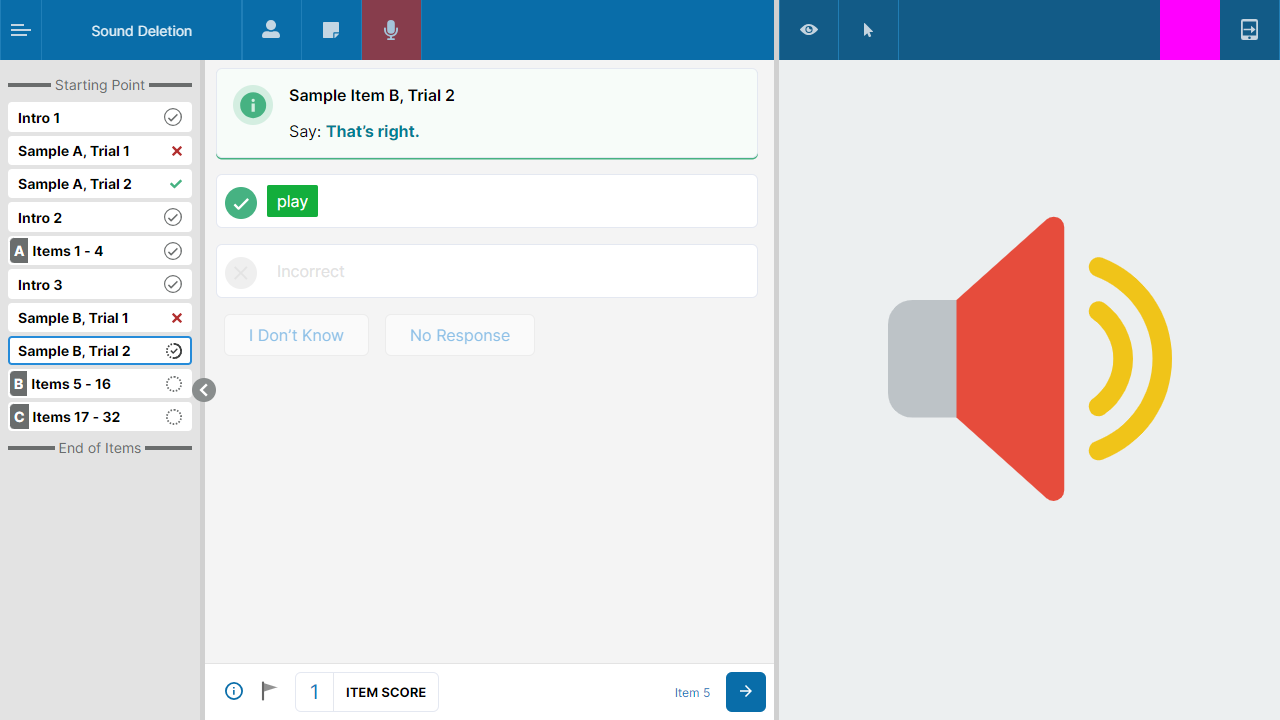 Sound Deletion
Starting Point
Intro 1
Sample A, Trial 1
Sample A, Trial 2
Intro 2
A Items 1 - 4
Intro 3
Sample B, Trial 1
Sample B, Trial 2
B Items 5 - 16
C Items 17 - 32
End of Items
Sample Item B, Trial 2
Say: That’s right.
play
Incorrect
I Don’t Know
No Response
1 ITEM SCORE
Item 5